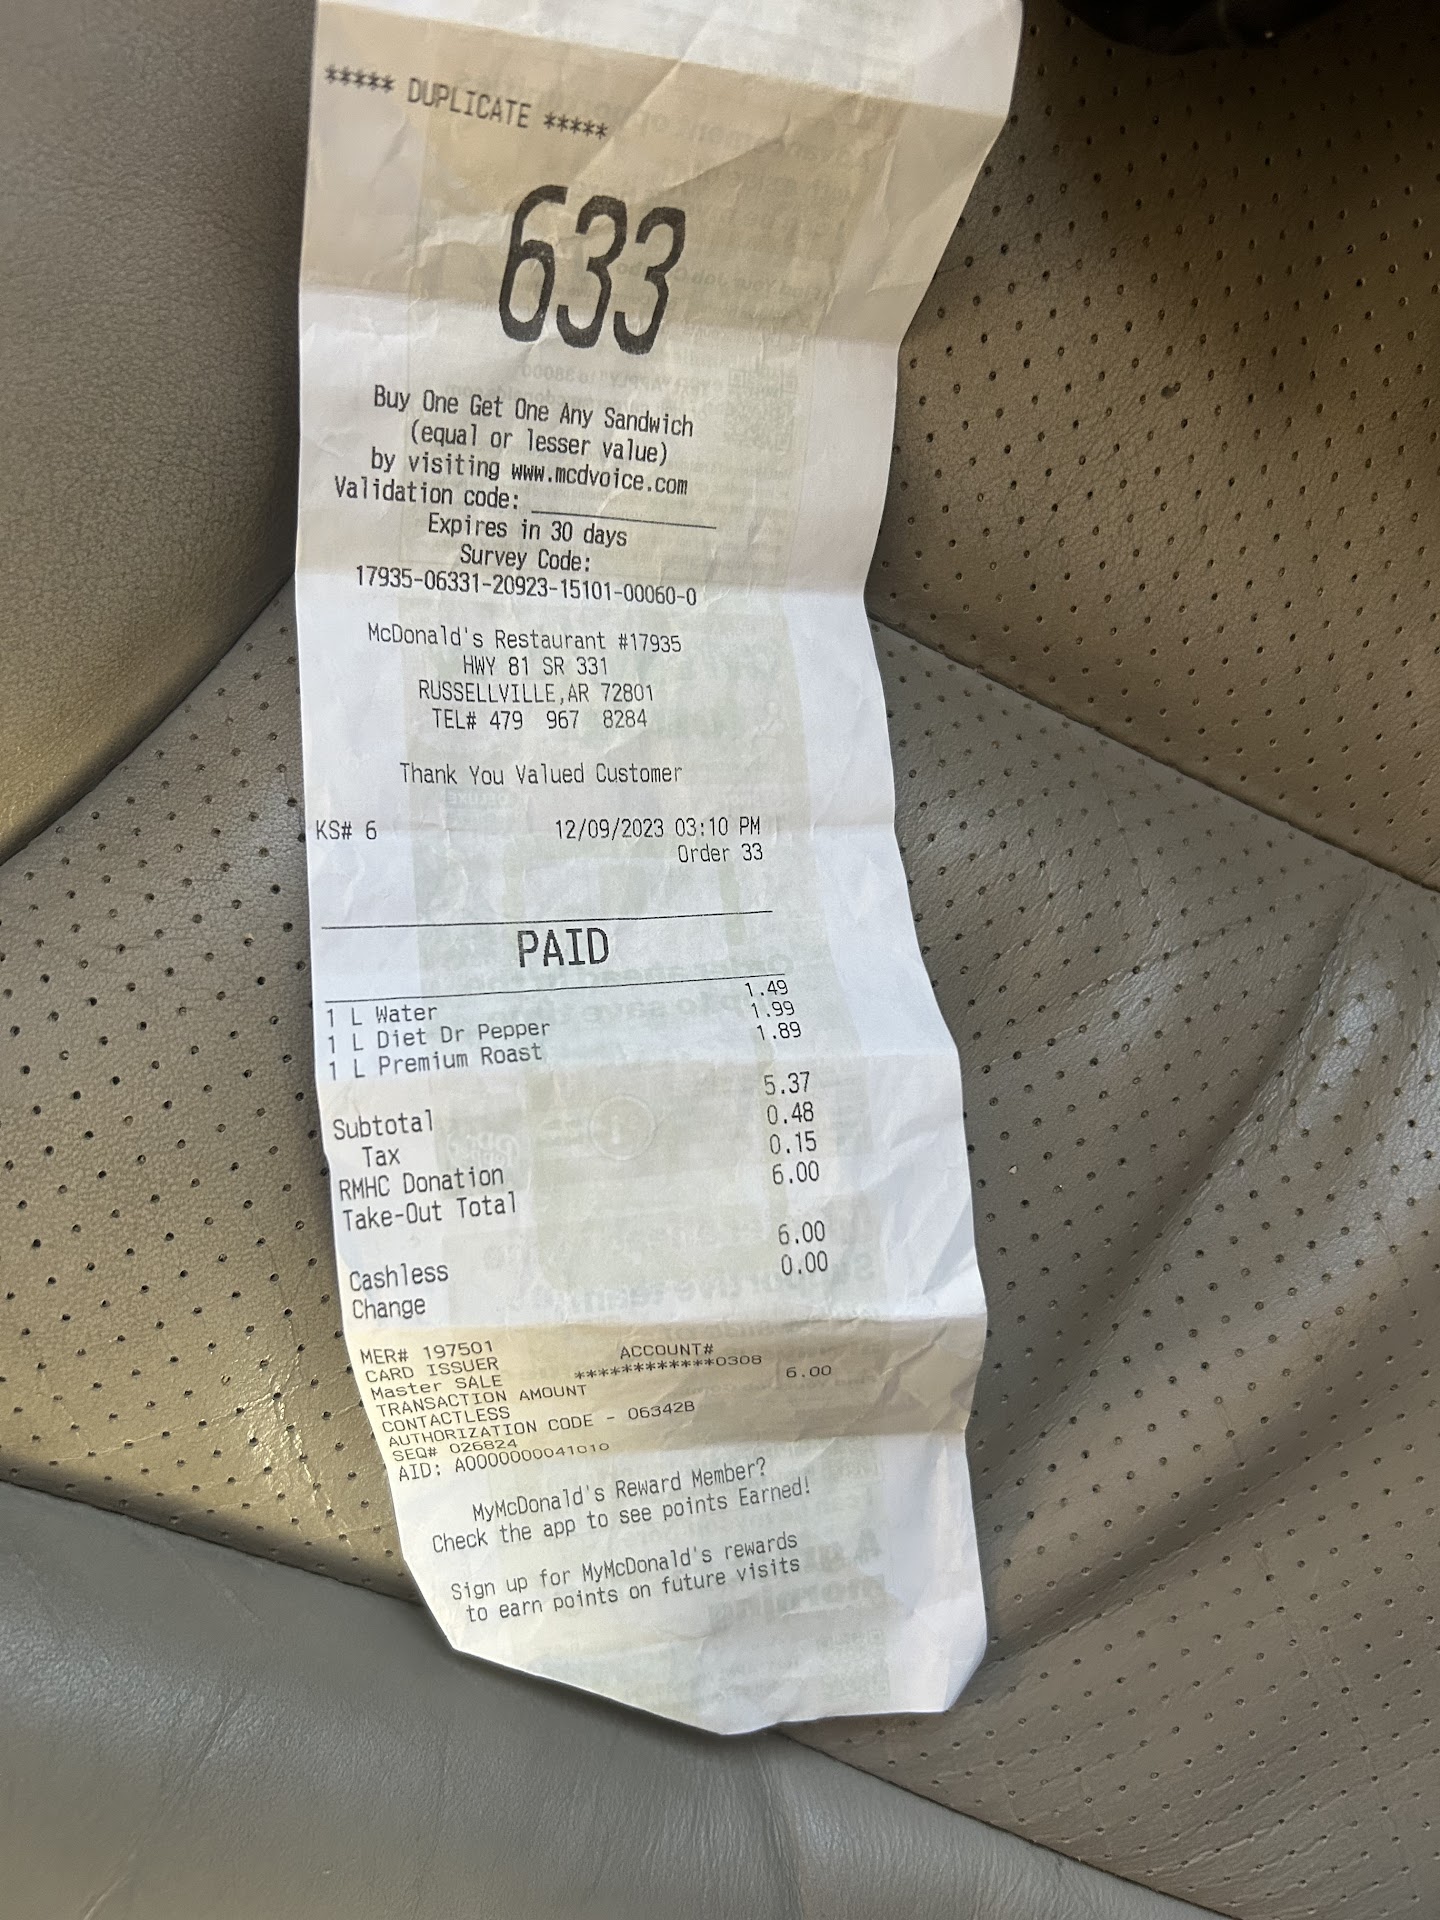 ***** DUPLICATE *****
633
Buy One Get One Any Sandwich
(equal or lesser value)
by visiting www.mcdvoice.com
Validation code: ____________
Expires in 30 days
Survey Code:
17935-06331-20923-15101-00060-0
McDonald's Restaurant #17935
HWY 81 SR 331
RUSSELLVILLE,AR 72801
TEL# 479 967 8284
Thank You Valued Customer
KS# 6 12/09/2023 03:10 PM
Order 33
PAID
1 L Water 1.49
1 L Diet Dr Pepper 1.99
1 L Premium Roast 1.89
Subtotal 5.37
Tax 0.48
RMHC Donation 0.15
Take-Out Total 6.00
Cashless 6.00
Change 0.00
MER# 197501
CARD ISSUER ACCOUNT#
Master SALE ************0308
TRANSACTION AMOUNT 6.00
CONTACTLESS
AUTHORIZATION CODE - 06342B
SEQ# 026824
AID: A0000000041010
MyMcDonald's Reward Member?
Check the app to see points Earned!
Sign up for MyMcDonald's rewards
to earn points on future visits